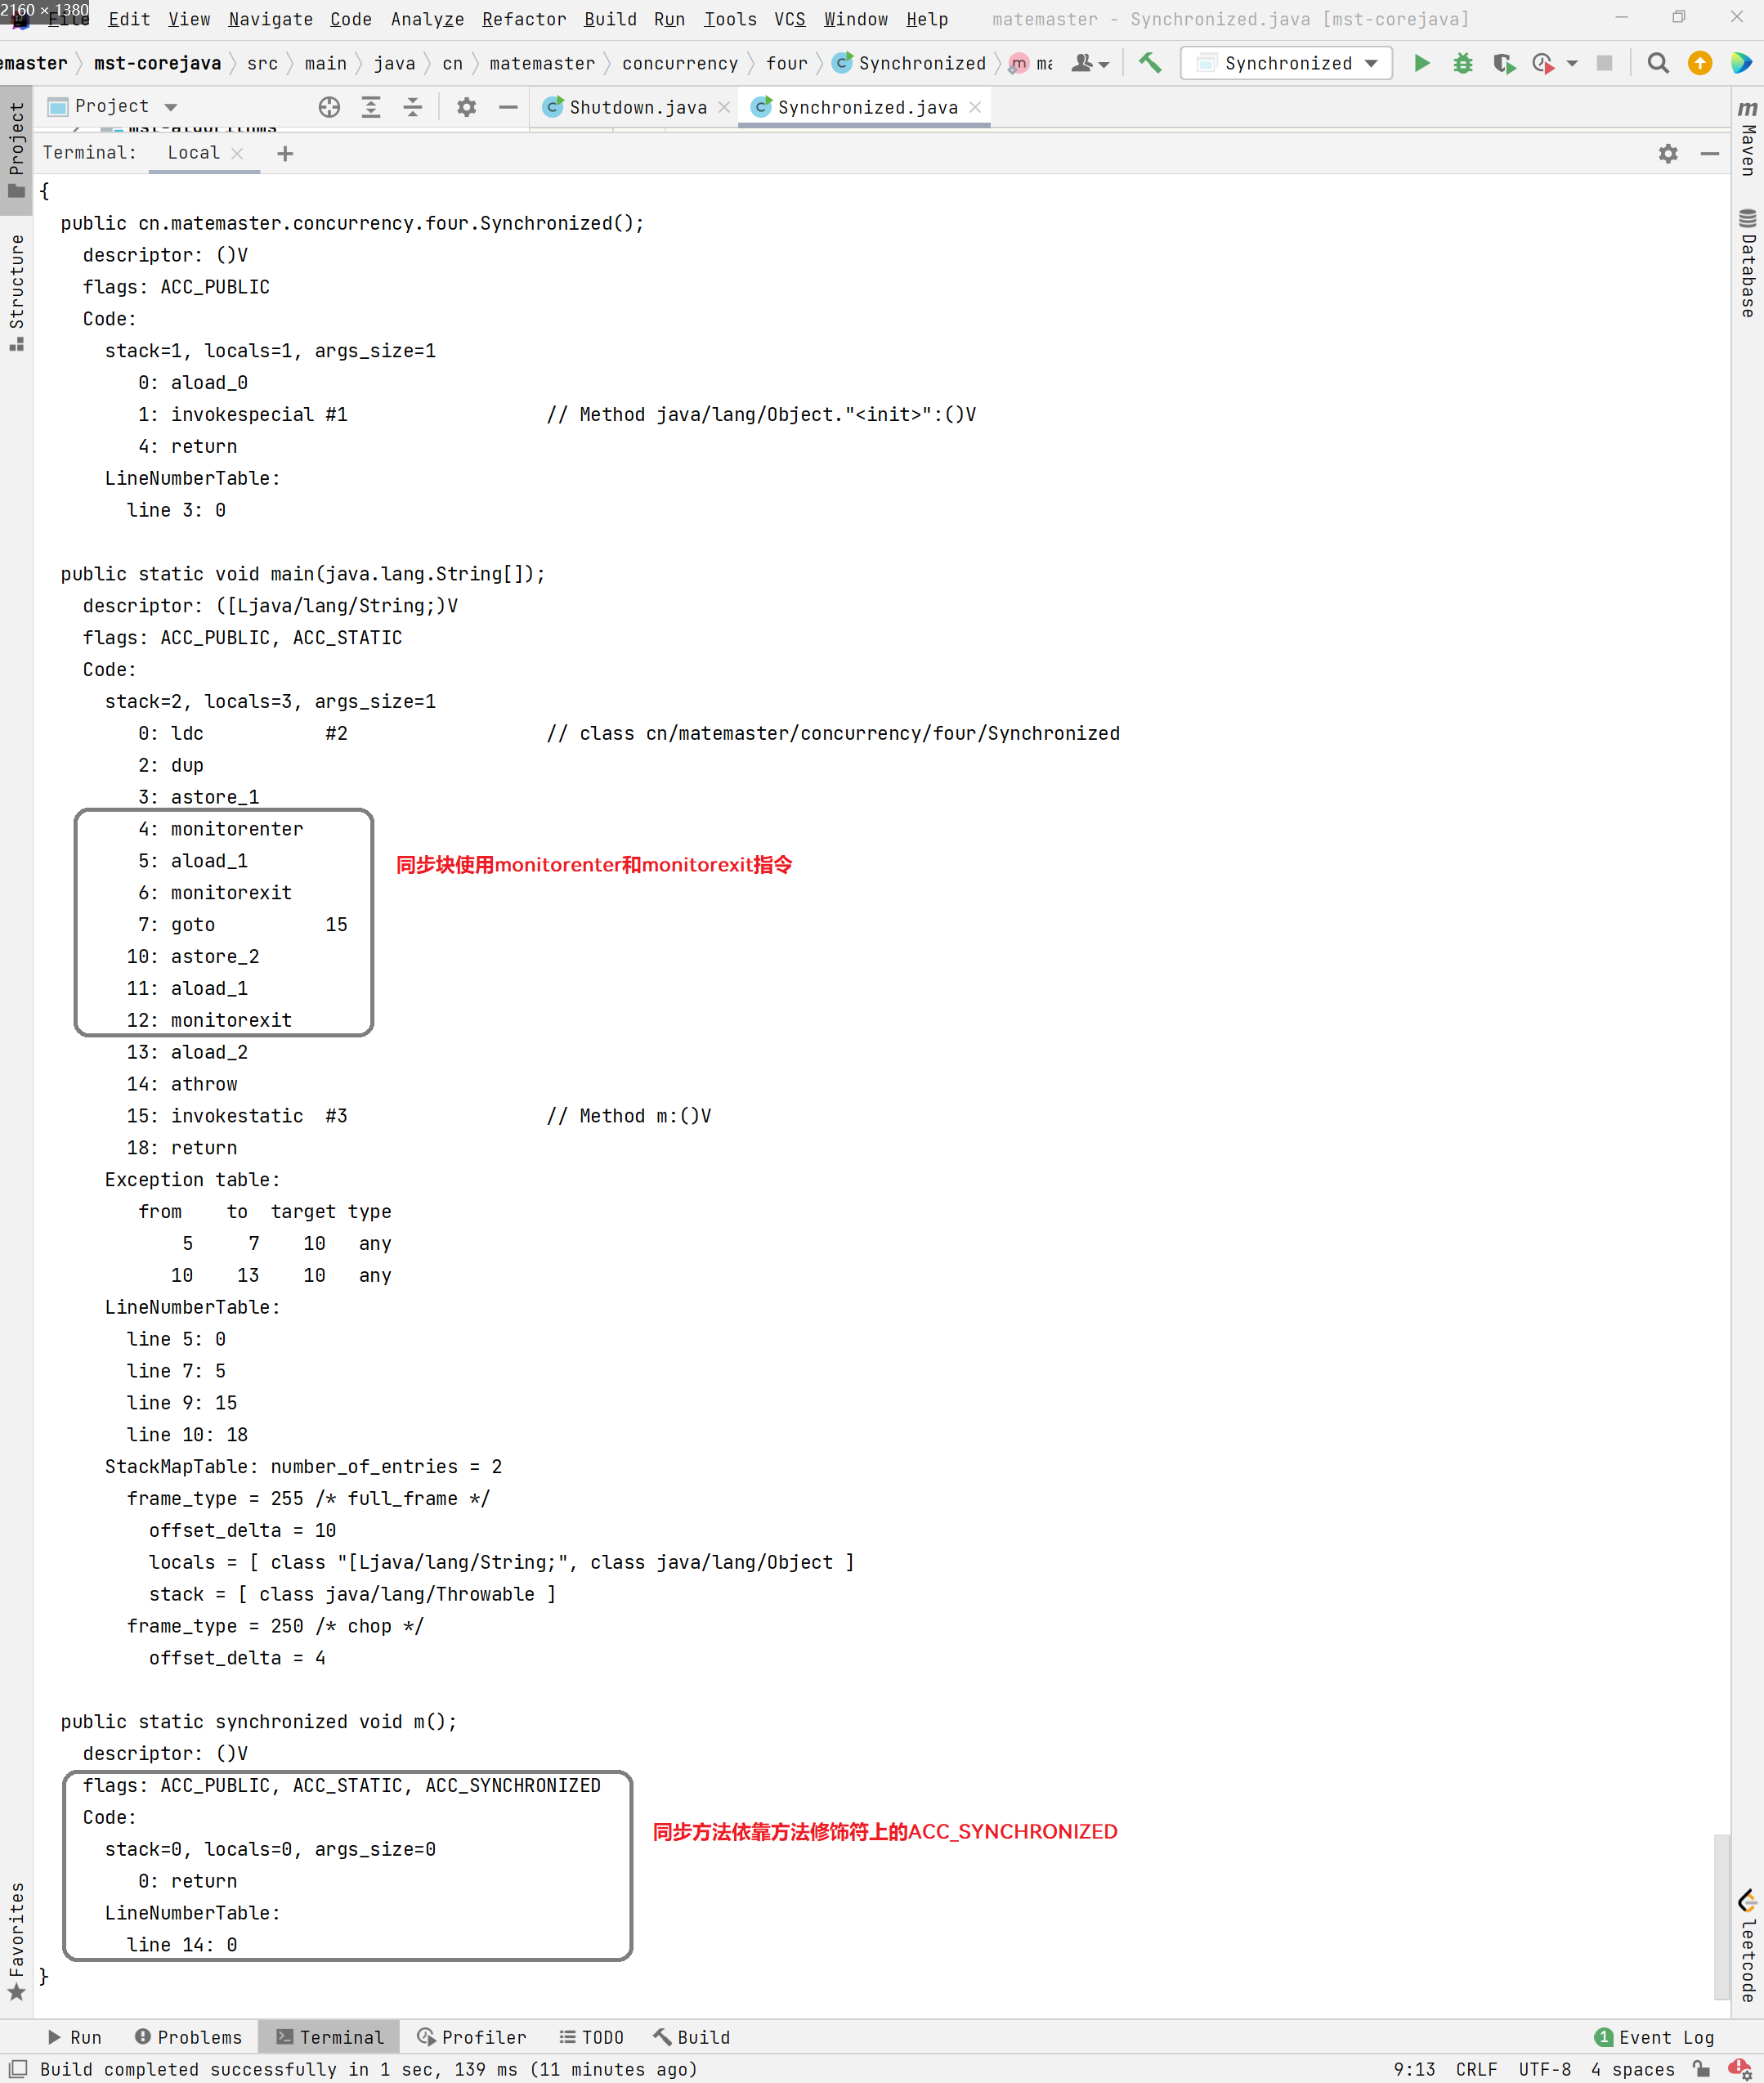 2160 × 1380
File Edit View Navigate Code Analyze Refactor Build Run Tools VCS Window Help matemaster - Synchronized.java [mst-corejava]
emaster mst-corejava src main java cn matemaster concurrency four Synchronized m Synchronized
Project Shutdown.java Synchronized.java
mst-algorithms
Terminal: Local +
{
public cn.matemaster.concurrency.four.Synchronized();
descriptor: ()V
flags: ACC_PUBLIC
Code:
stack=1, locals=1, args_size=1
0: aload_0
1: invokespecial #1 // Method java/lang/Object."<init>":()V
4: return
LineNumberTable:
line 3: 0
public static void main(java.lang.String[]);
descriptor: ([Ljava/lang/String;)V
flags: ACC_PUBLIC, ACC_STATIC
Code:
stack=2, locals=3, args_size=1
0: ldc #2 // class cn/matemaster/concurrency/four/Synchronized
2: dup
3: astore_1
4: monitorenter
5: aload_1
同步块使用monitorenter和monitorexit指令
6: monitorexit
7: goto 15
10: astore_2
11: aload_1
12: monitorexit
13: aload_2
14: athrow
15: invokestatic #3 // Method m:()V
18: return
Exception table:
from to target type
5 7 10 any
10 13 10 any
LineNumberTable:
line 5: 0
line 7: 5
line 9: 15
line 10: 18
StackMapTable: number_of_entries = 2
frame_type = 255 /* full_frame */
offset_delta = 10
locals = [ class "[Ljava/lang/String;", class java/lang/Object ]
stack = [ class java/lang/Throwable ]
frame_type = 250 /* chop */
offset_delta = 4
public static synchronized void m();
descriptor: ()V
flags: ACC_PUBLIC, ACC_STATIC, ACC_SYNCHRONIZED
Code:
同步方法依靠方法修饰符上的ACC_SYNCHRONIZED
stack=0, locals=0, args_size=0
0: return
LineNumberTable:
line 14: 0
}
Project
Structure
Favorites
m Maven
Database
leetcode
Run Problems Terminal Profiler TODO Build 1 Event Log
Build completed successfully in 1 sec, 139 ms (11 minutes ago) 9:13 CRLF UTF-8 4 spaces